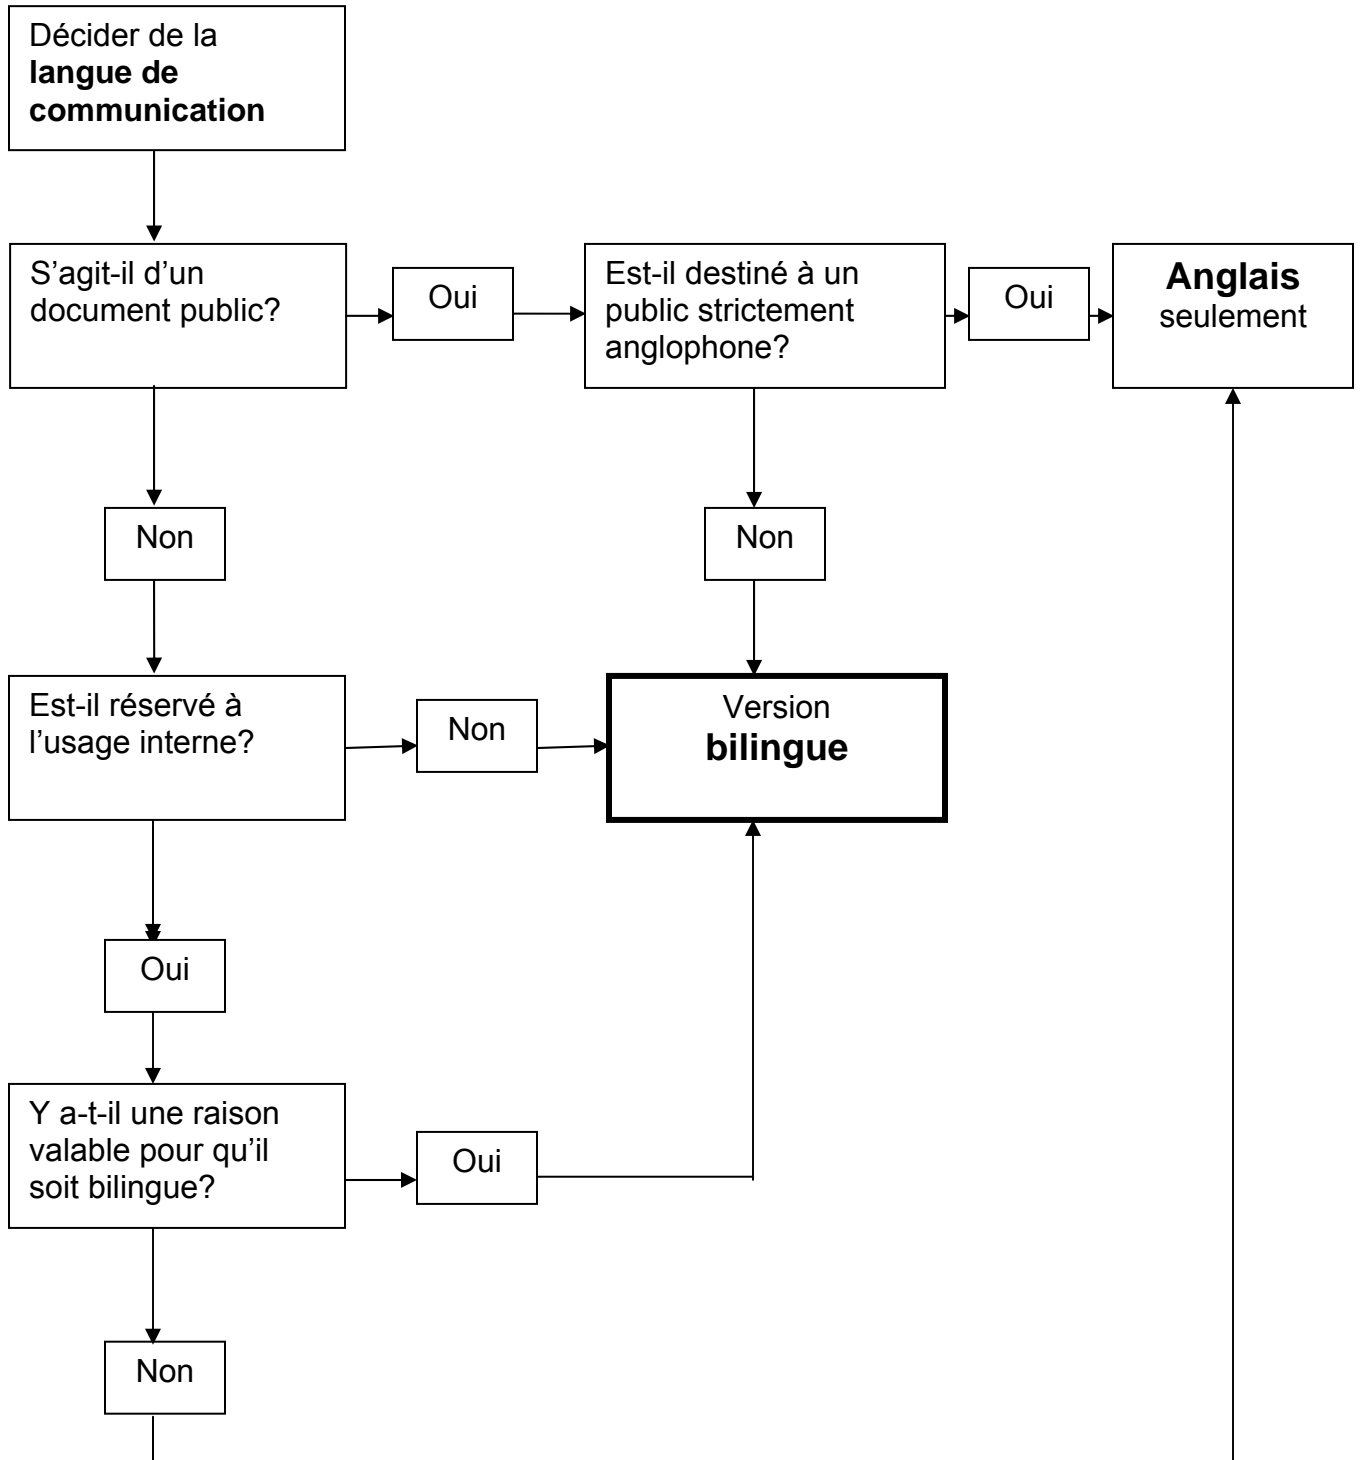 Décider de la
langue de
communication
S’agit-il d’un
document public?
Oui
Est-il destiné à un
public strictement
anglophone?
Oui
Anglais
seulement
Non
Non
Est-il réservé à
l’usage interne?
Non
Version
bilingue
Oui
Y a-t-il une raison
valable pour qu’il
soit bilingue?
Oui
Non